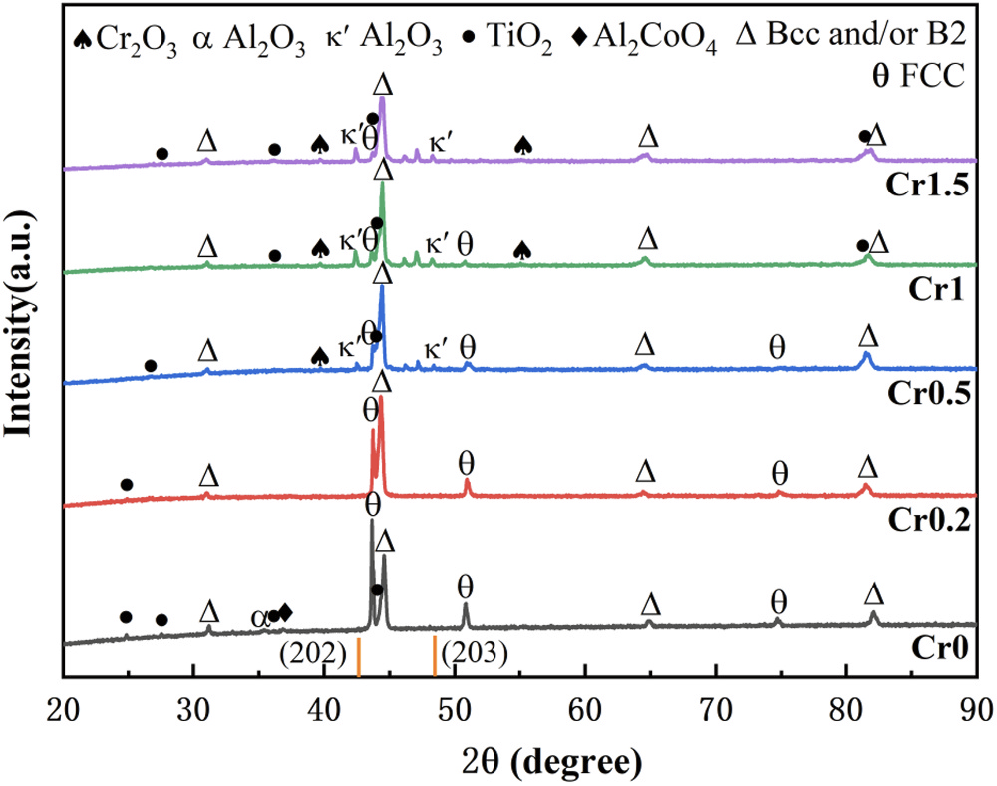 ♠Cr₂O₃ α Al₂O₃ κ′ Al₂O₃ ● TiO₂ ◆Al₂CoO₄ Δ Bcc and/or B2
θ FCC
Δ
● Δ ● ♠ κ′ θ ● κ′ Δ ● Δ
Cr1.5
Δ
Δ ● ♠ κ′ θ ● κ′ θ ♠ Δ ● Δ
Cr1
Δ
● Δ ♠ κ′ θ ● κ′ θ Δ θ Δ
Cr0.5
Δ
● Δ θ θ Δ θ Δ
Cr0.2
θ Δ
● ● Δ α ● ◆ ● θ Δ θ Δ
Cr0
(202) (203)
20 30 40 50 60 70 80 90
2θ (degree)
Intensity(a.u.)